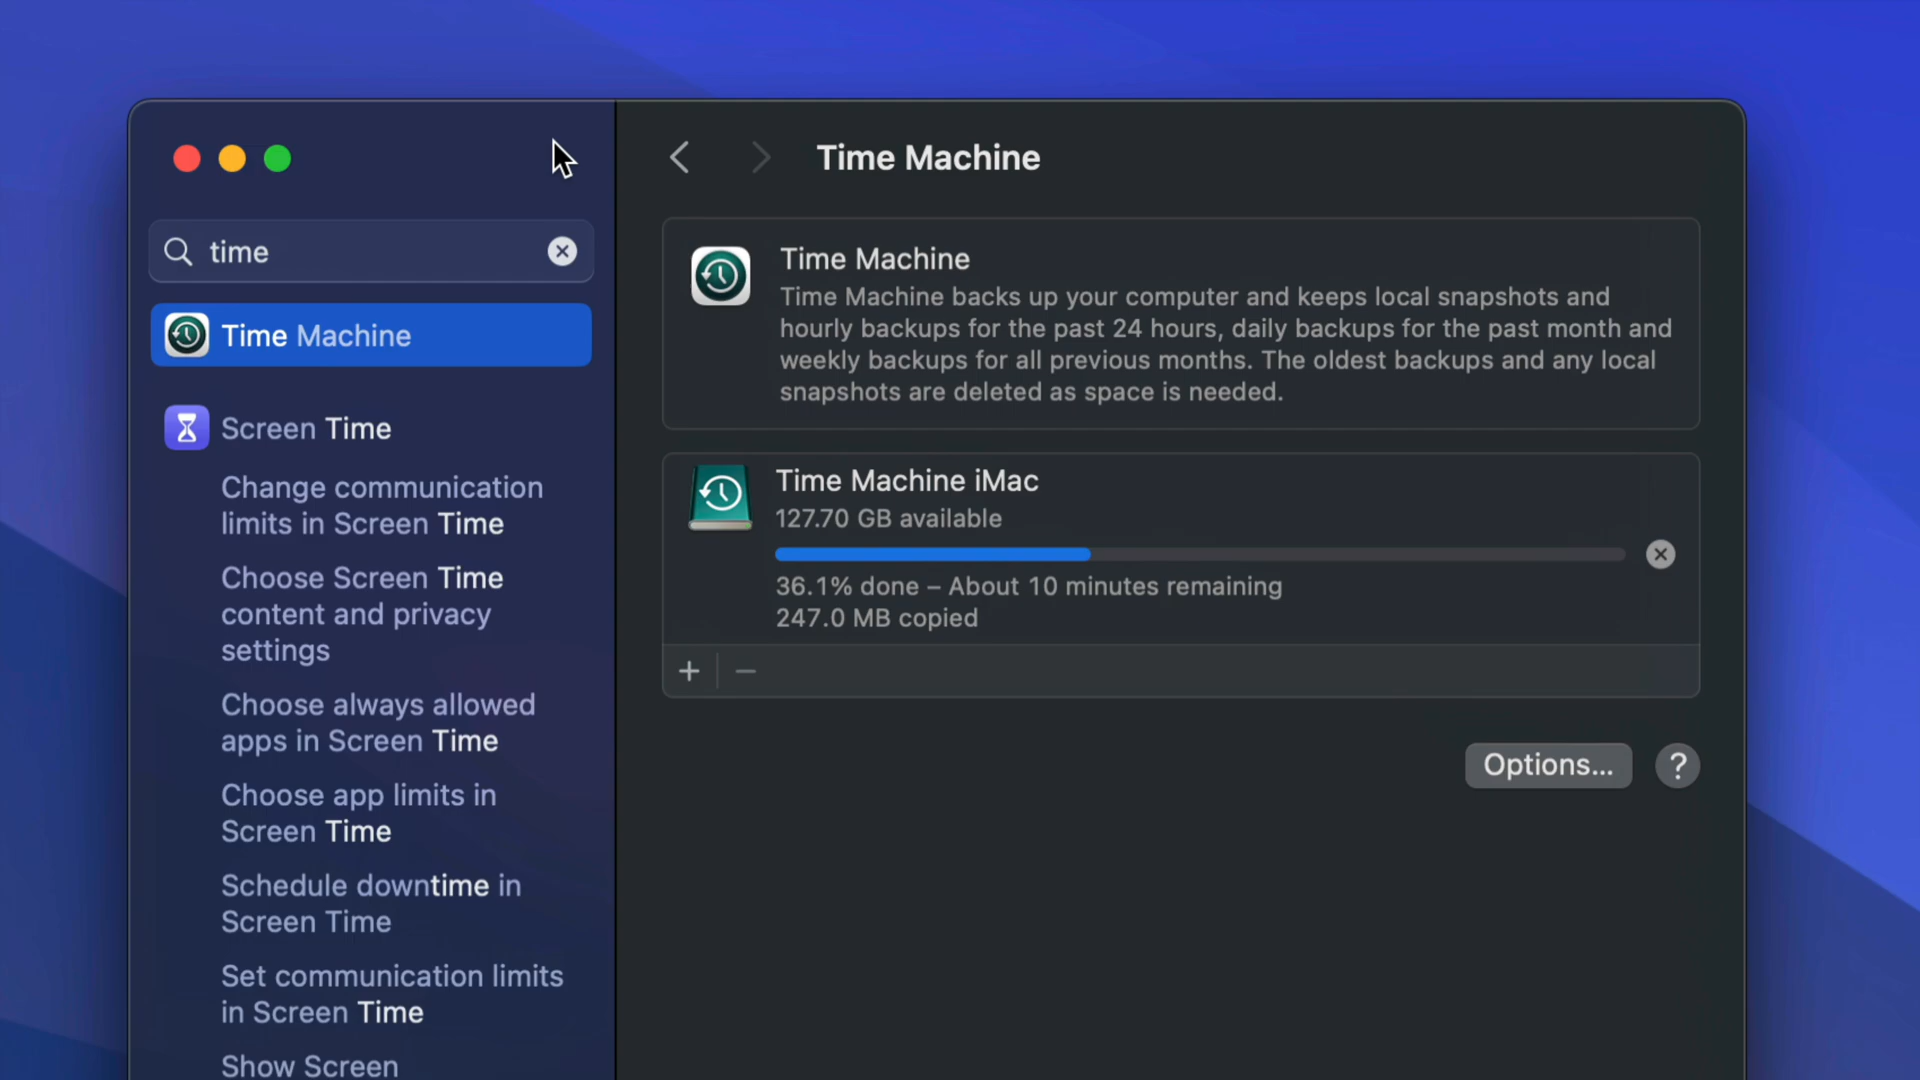 time
Time Machine
Screen Time
Change communication
limits in Screen Time
Choose Screen Time
content and privacy
settings
Choose always allowed
apps in Screen Time
Choose app limits in
Screen Time
Schedule downtime in
Screen Time
Set communication limits
in Screen Time
Show Screen
Time Machine
Time Machine
Time Machine backs up your computer and keeps local snapshots and
hourly backups for the past 24 hours, daily backups for the past month and
weekly backups for all previous months. The oldest backups and any local
snapshots are deleted as space is needed.
Time Machine iMac
127.70 GB available
36.1% done – About 10 minutes remaining
247.0 MB copied
Options...
?